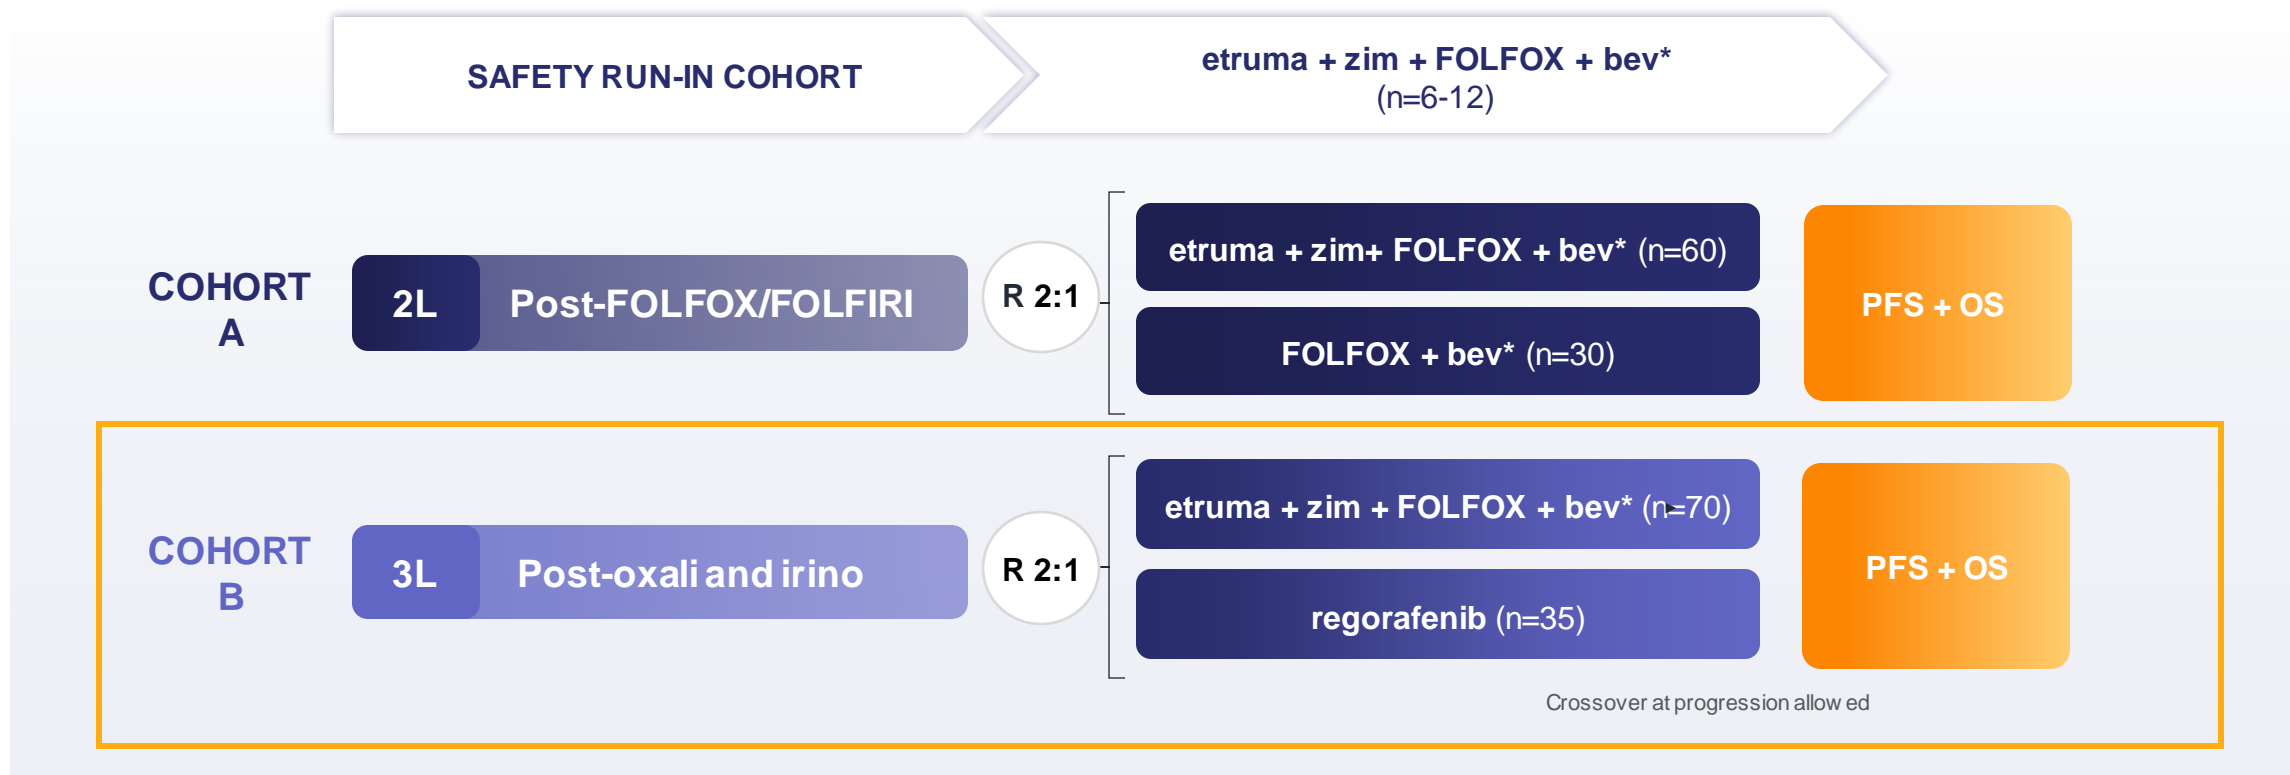 SAFETY RUN-IN COHORT
etruma + zim + FOLFOX + bev*
(n=6-12)
COHORT
A
2L
Post-FOLFOX/FOLFIRI
R 2:1
etruma + zim+ FOLFOX + bev* (n=60)
FOLFOX + bev* (n=30)
PFS + OS
COHORT
B
3L
Post-oxali and irino
R 2:1
etruma + zim + FOLFOX + bev* (n=70)
regorafenib (n=35)
PFS + OS
Crossover at progression allowed